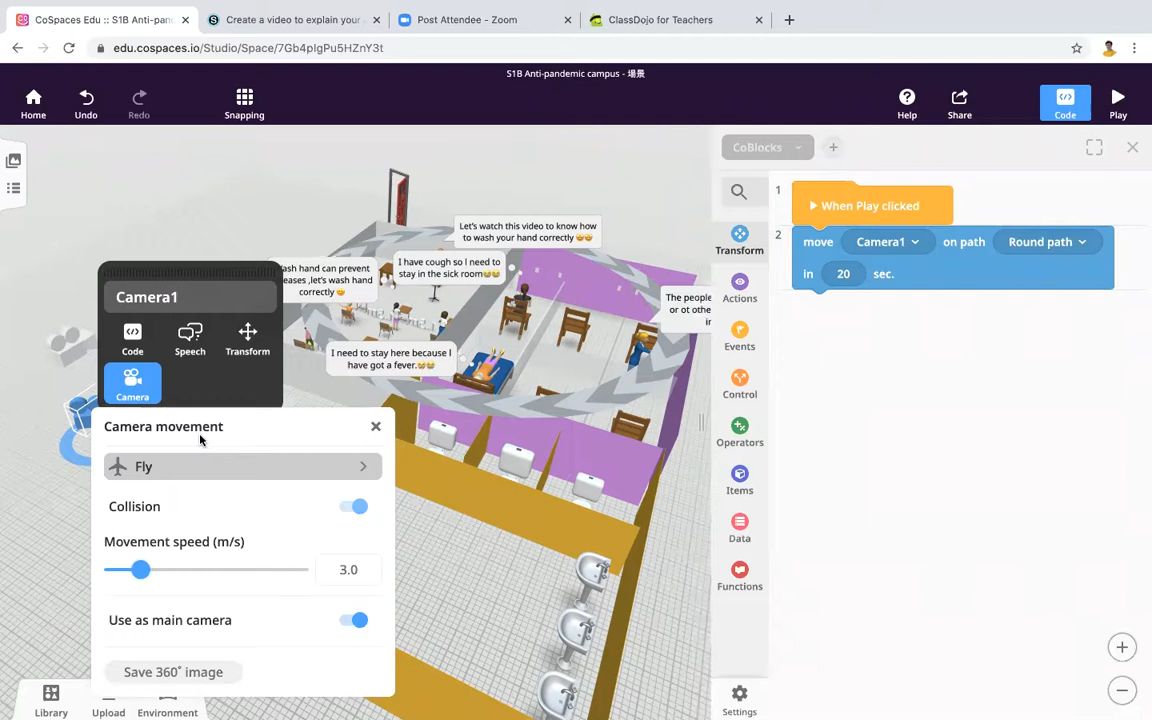 CoSpaces Edu :: S1B Anti-pan
Create a video to explain your
Post Attendee - Zoom
ClassDojo for Teachers
edu.cospaces.io/Studio/Space/7Gb4plgPu5HZnY3t
S1B Anti-pandemic campus - 場景
Home
Undo
Redo
Snapping
Help
Share
Code
Play
CoBlocks
Let's watch this video to know how
to wash your hand correctly 😄😄
I have cough so I need to
stay in the sick room😅😅
ash hand can prevent
eases ,let's wash hand
correctly 😋
The people
or ot othe
in
I need to stay here because I
have got a fever.😅😅
Camera1
Code
Speech
Transform
Camera
Camera movement
Fly
Collision
Movement speed (m/s)
3.0
Use as main camera
Save 360° image
Library
Upload
Environment
Transform
Actions
Events
Control
Operators
Items
Data
Functions
Settings
1
When Play clicked
2
move Camera1 on path Round path
in 20 sec.